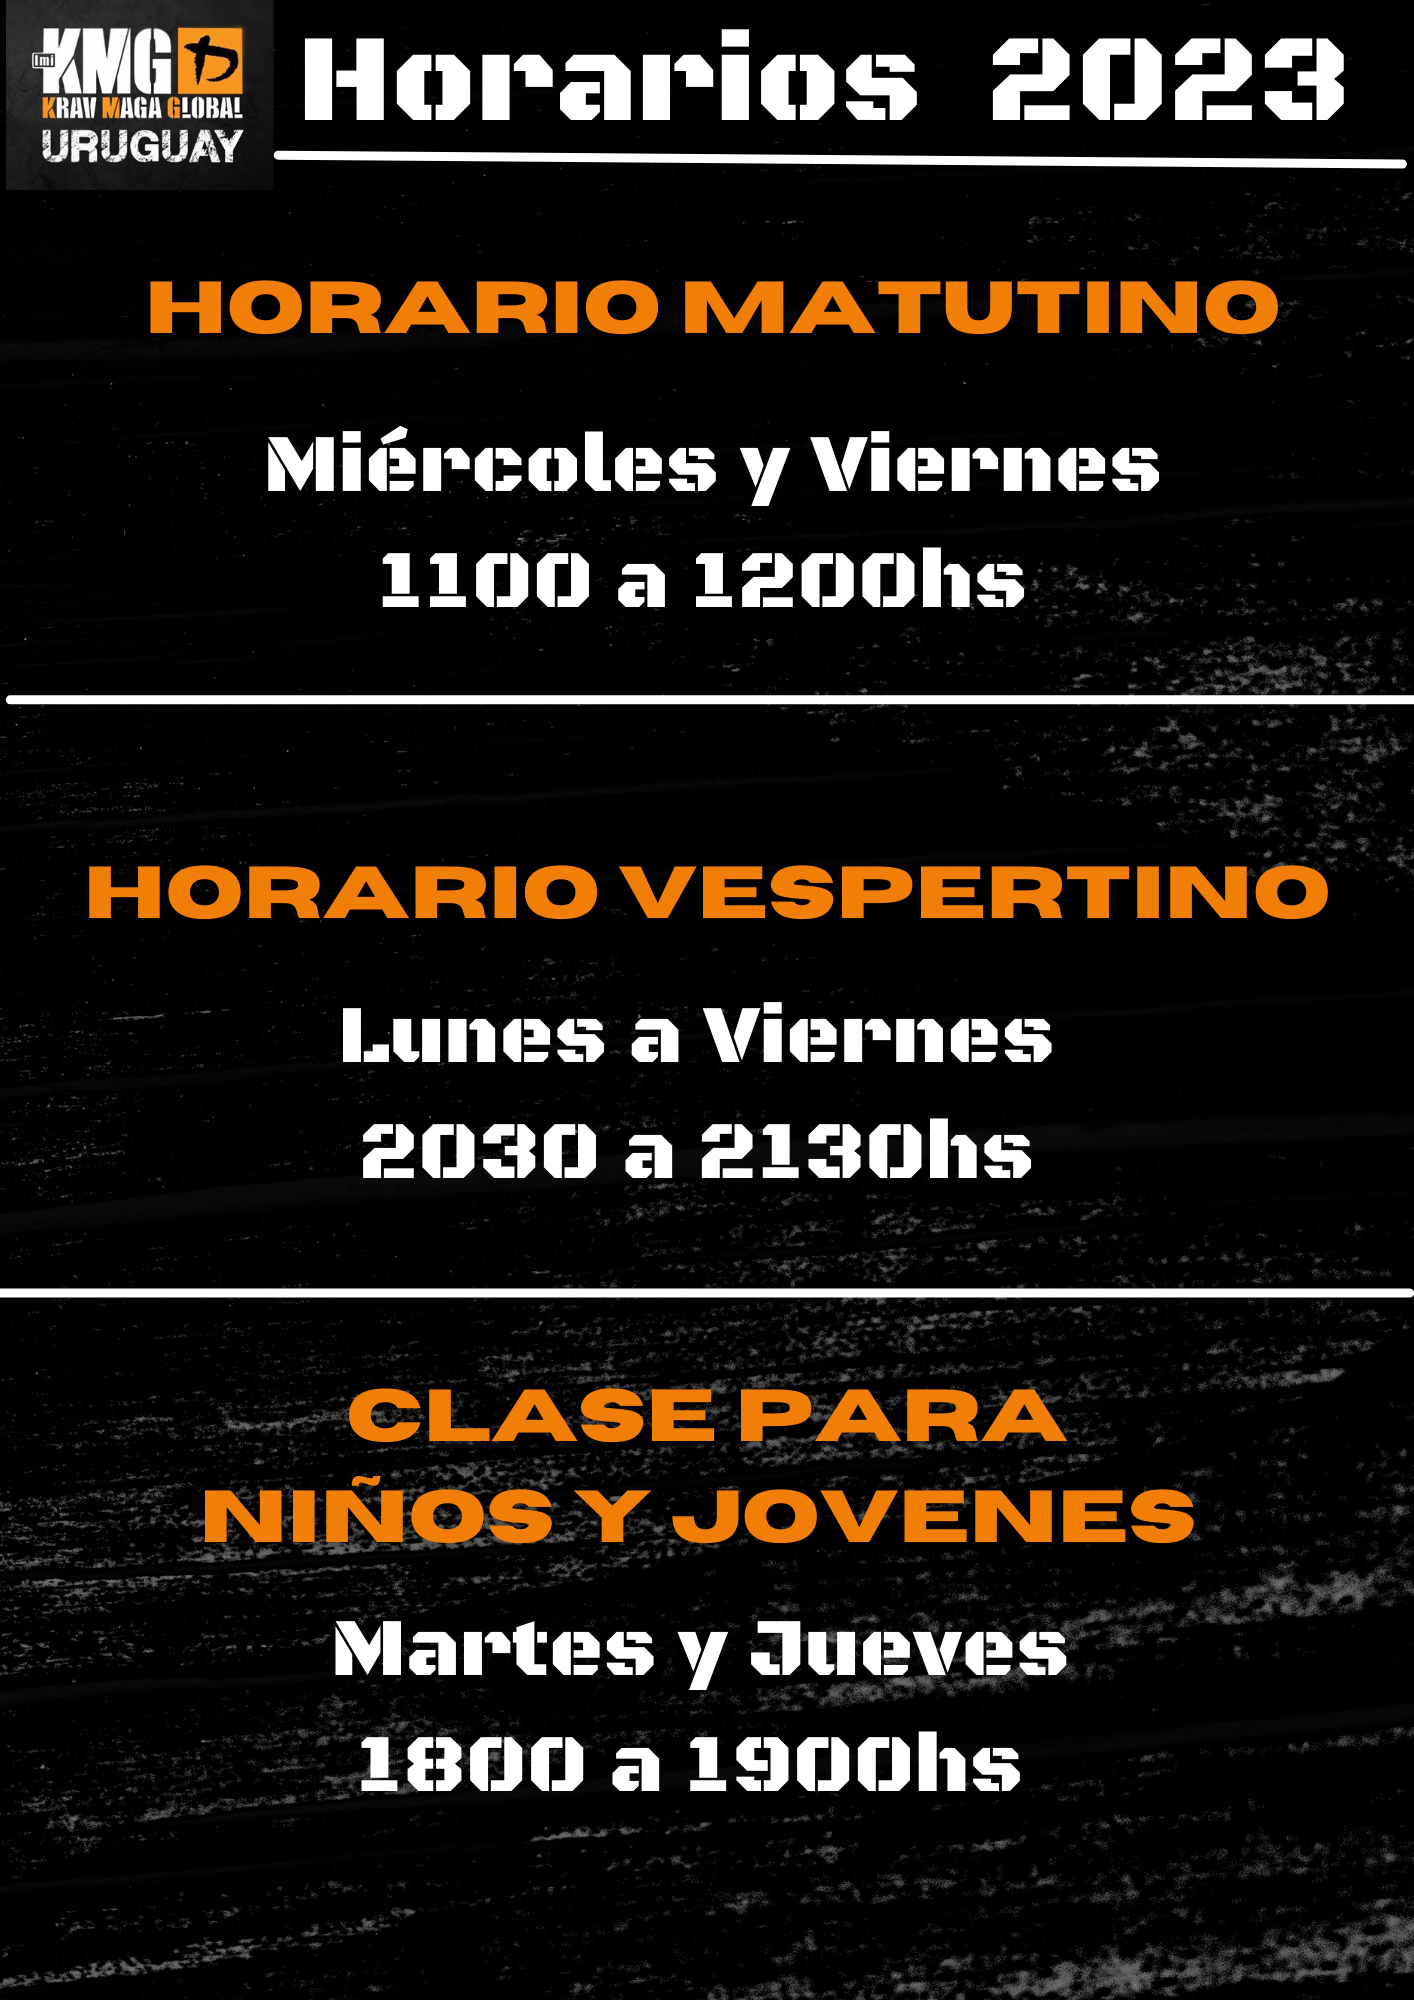 Imi KMG
KRAV MAGA GLOBAL
URUGUAY
Horarios 2023
HORARIO MATUTINO
Miércoles y Viernes
1100 a 1200hs
HORARIO VESPERTINO
Lunes a Viernes
2030 a 2130hs
CLASE PARA
NIÑOS Y JOVENES
Martes y Jueves
1800 a 1900hs